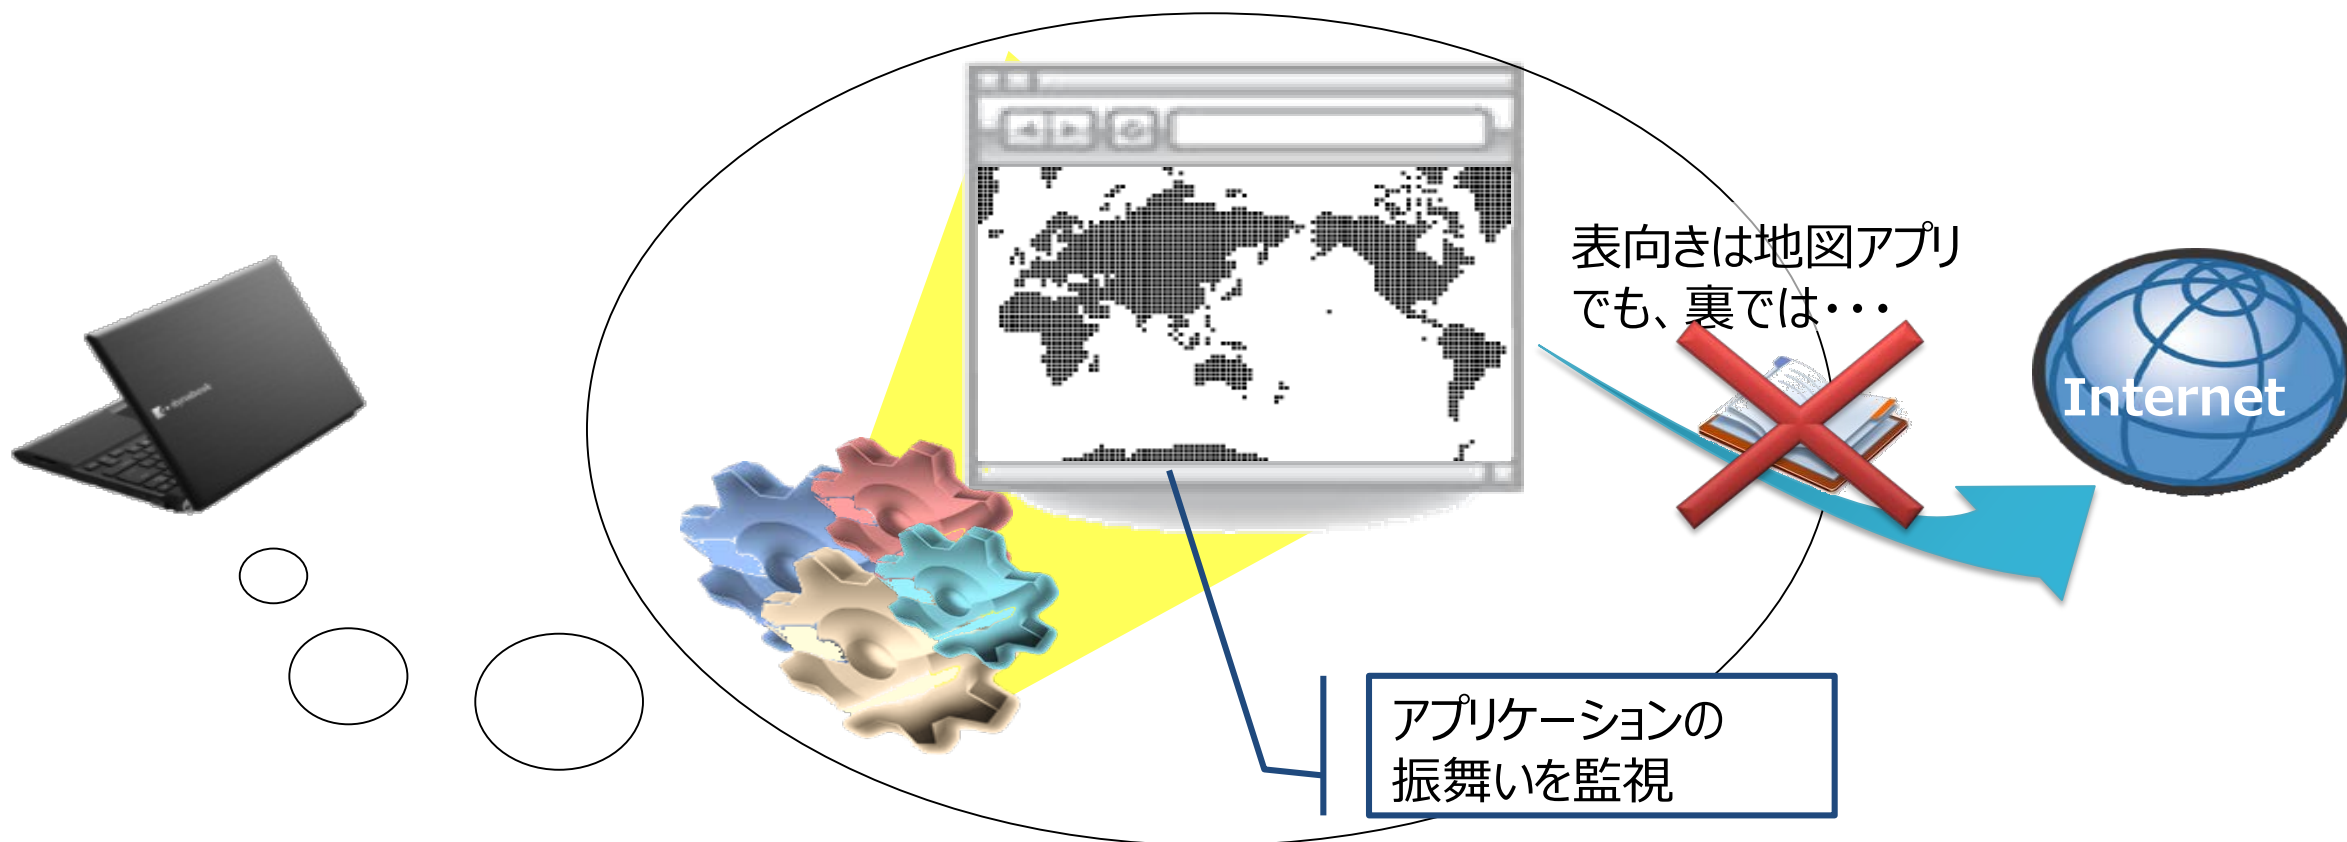 表向きは地図アプリ
でも、裏では・・・
Internet
dynabook
アプリケーションの
振舞いを監視